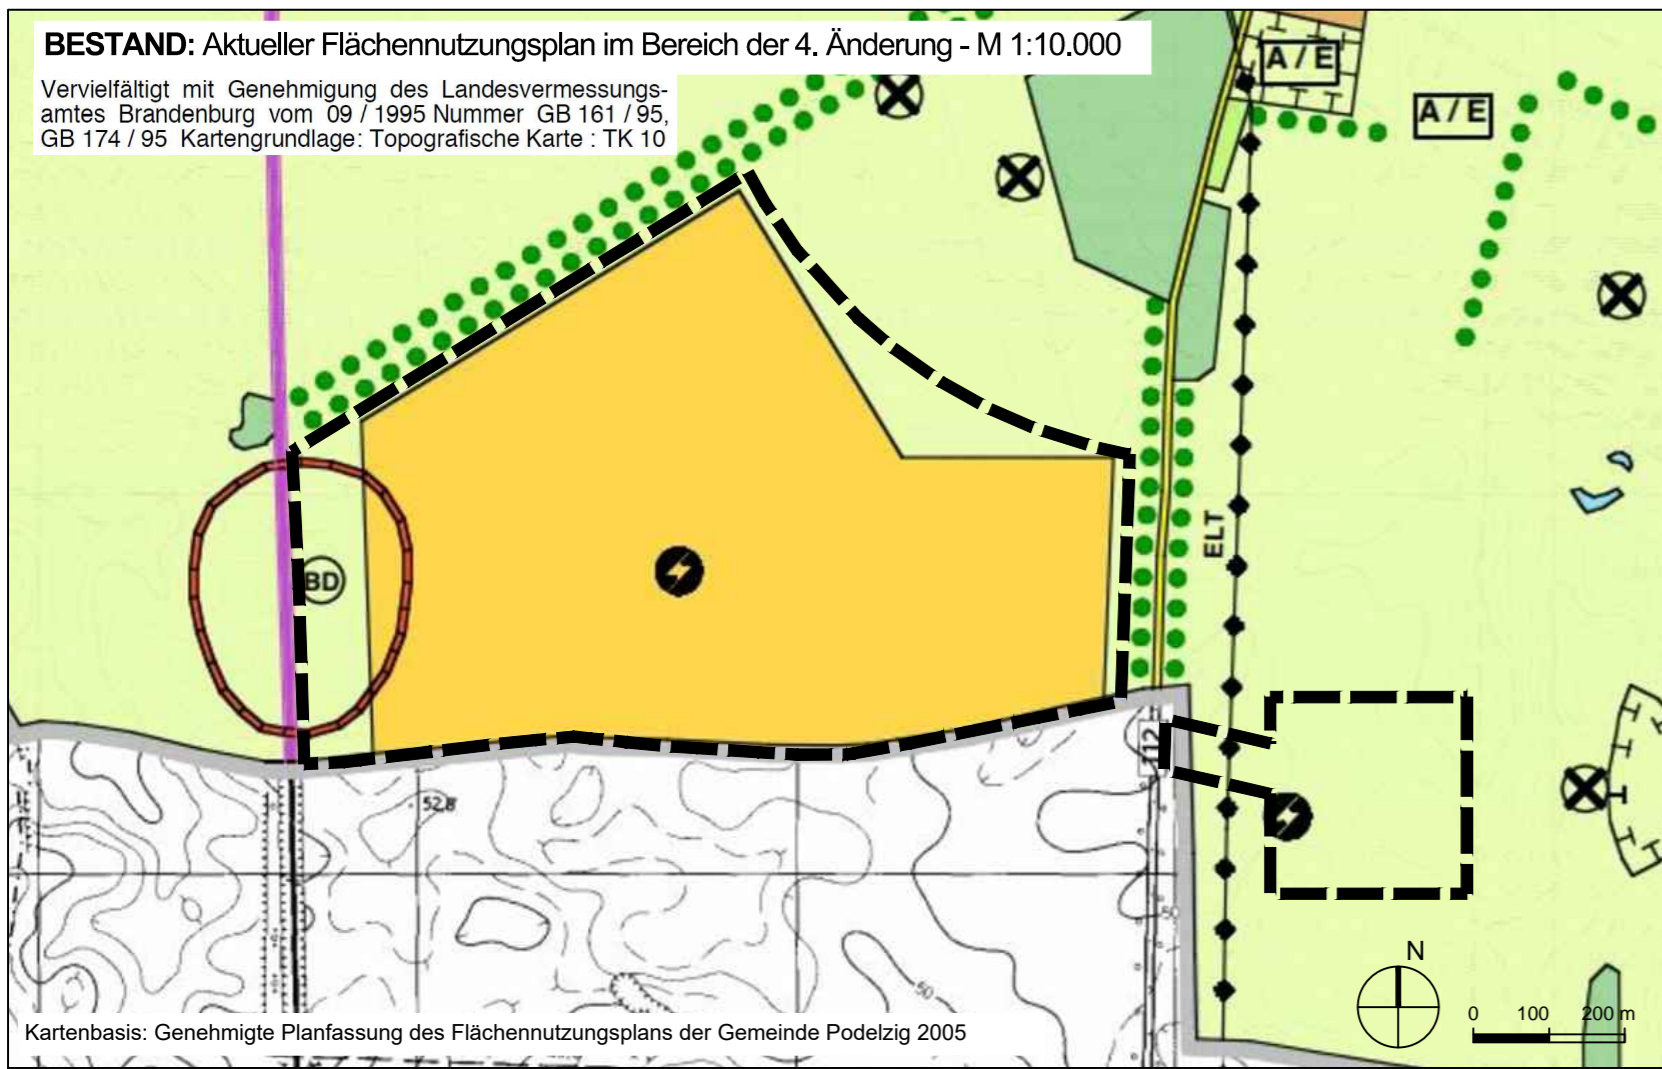 BESTAND: Aktueller Flächennutzungsplan im Bereich der 4. Änderung - M 1:10.000
Vervielfältigt mit Genehmigung des Landesvermessungs-
amtes Brandenburg vom 09 / 1995 Nummer GB 161 / 95,
GB 174 / 95 Kartengrundlage: Topografische Karte : TK 10
A / E
A / E
ELT
BD
112
52,8
50
50
N
0 100 200 m
Kartenbasis: Genehmigte Planfassung des Flächennutzungsplans der Gemeinde Podelzig 2005